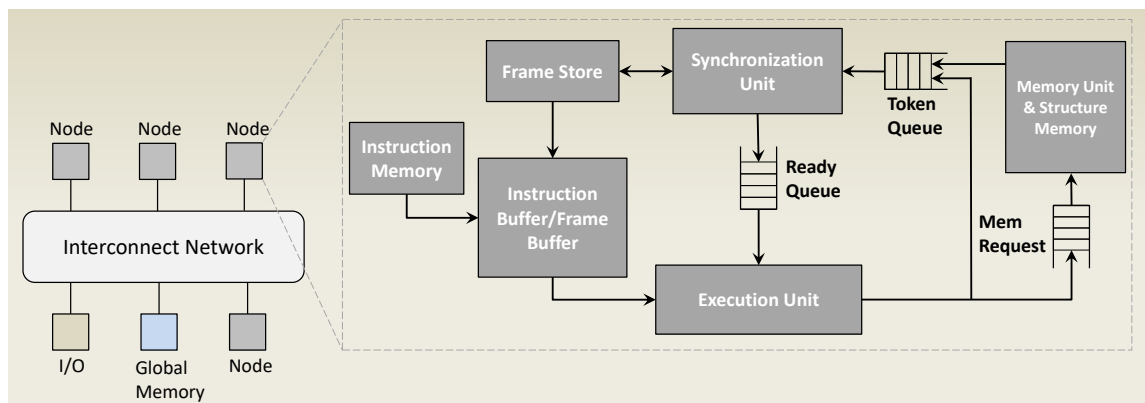 Node
Node
Node
Interconnect Network
I/O
Global
Memory
Node
Frame Store
Synchronization
Unit
Token
Queue
Memory Unit
& Structure
Memory
Instruction
Memory
Instruction
Buffer/Frame
Buffer
Ready
Queue
Mem
Request
Execution Unit